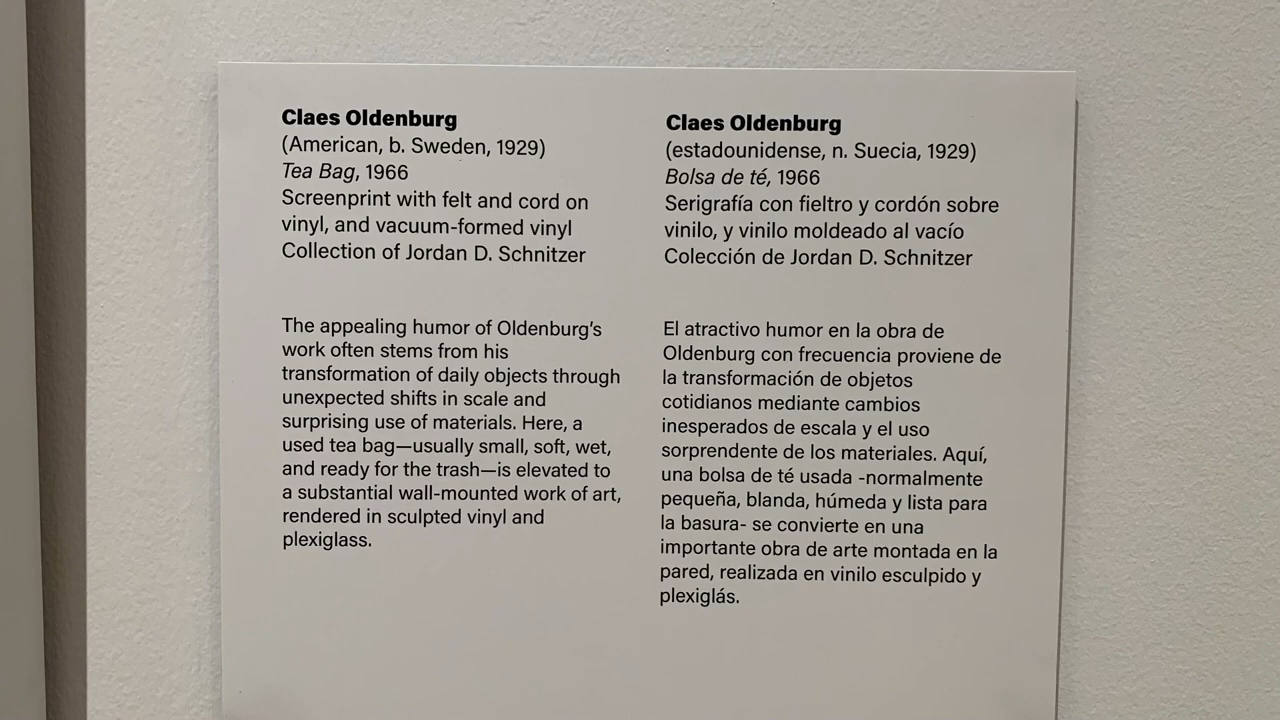 Claes Oldenburg
(American, b. Sweden, 1929)
Tea Bag, 1966
Screenprint with felt and cord on
vinyl, and vacuum-formed vinyl
Collection of Jordan D. Schnitzer
The appealing humor of Oldenburg's
work often stems from his
transformation of daily objects through
unexpected shifts in scale and
surprising use of materials. Here, a
used tea bag—usually small, soft, wet,
and ready for the trash—is elevated to
a substantial wall-mounted work of art,
rendered in sculpted vinyl and
plexiglass.
Claes Oldenburg
(estadounidense, n. Suecia, 1929)
Bolsa de té, 1966
Serigrafía con fieltro y cordón sobre
vinilo, y vinilo moldeado al vacío
Colección de Jordan D. Schnitzer
El atractivo humor en la obra de
Oldenburg con frecuencia proviene de
la transformación de objetos
cotidianos mediante cambios
inesperados de escala y el uso
sorprendente de los materiales. Aquí,
una bolsa de té usada -normalmente
pequeña, blanda, húmeda y lista para
la basura- se convierte en una
importante obra de arte montada en la
pared, realizada en vinilo esculpido y
plexiglás.